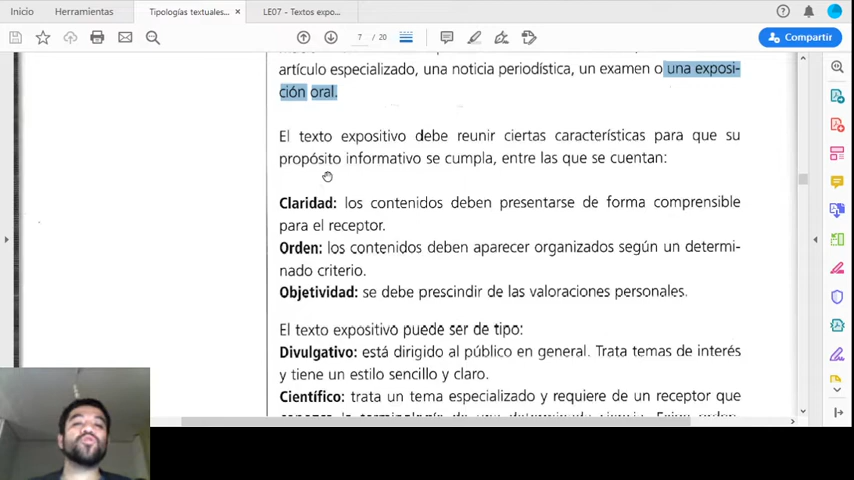 Inicio
Herramientas
Tipologías textuales... ×
LE07 - Textos expo...
7 / 20
Compartir
artículo especializado, una noticia periodística, un examen o una exposi-
ción oral.
El texto expositivo debe reunir ciertas características para que su
propósito informativo se cumpla, entre las que se cuentan:
Claridad: los contenidos deben presentarse de forma comprensible
para el receptor.
Orden: los contenidos deben aparecer organizados según un determi-
nado criterio.
Objetividad: se debe prescindir de las valoraciones personales.
El texto expositivo puede ser de tipo:
Divulgativo: está dirigido al público en general. Trata temas de interés
y tiene un estilo sencillo y claro.
Científico: trata un tema especializado y requiere de un receptor que